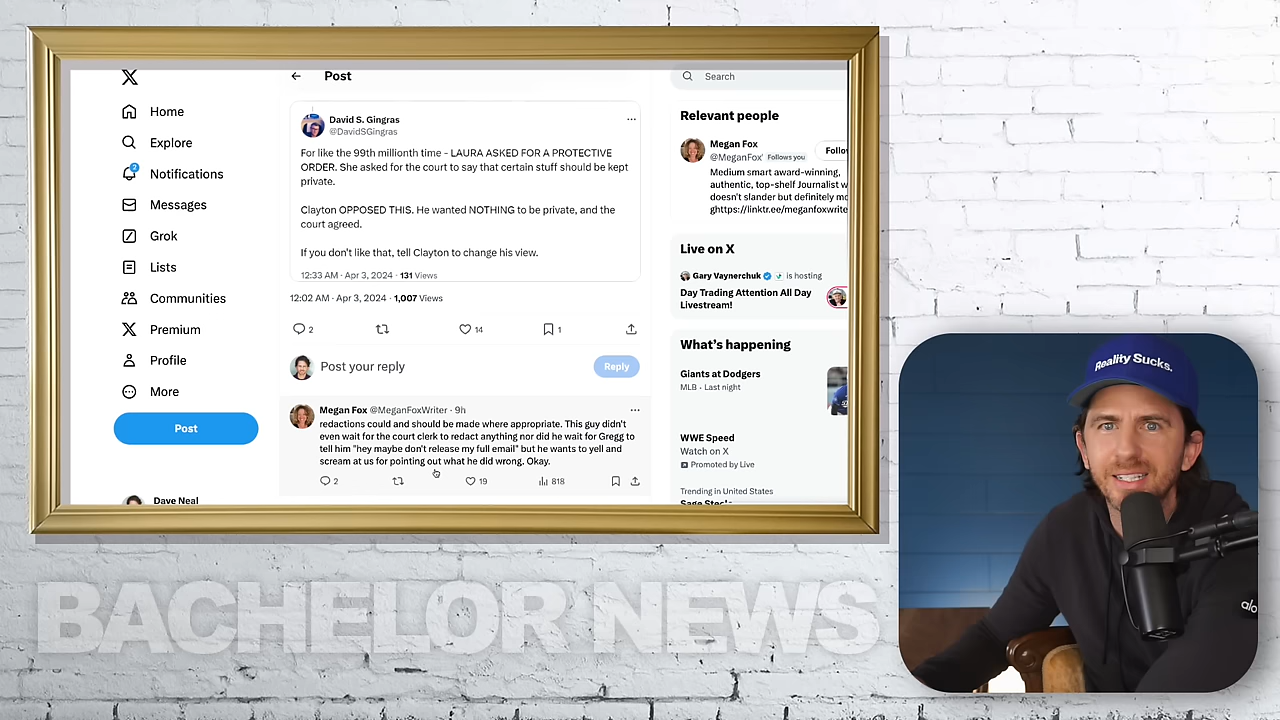 Post
Search
Home
Explore
Notifications
2
Messages
Grok
Lists
Communities
Premium
Profile
More
Post
Dave Neal
David S. Gingras
@DavidSGingras
For like the 99th millionth time - LAURA ASKED FOR A PROTECTIVE
ORDER. She asked for the court to say that certain stuff should be kept
private.
Clayton OPPOSED THIS. He wanted NOTHING to be private, and the
court agreed.
If you don't like that, tell Clayton to change his view.
12:33 AM · Apr 3, 2024 · 131 Views
12:02 AM · Apr 3, 2024 · 1,007 Views
2 14 1
Post your reply
Reply
Megan Fox @MeganFoxWriter · 9h
redactions could and should be made where appropriate. This guy didn't
even wait for the court clerk to redact anything nor did he wait for Gregg to
tell him "hey maybe don't release my full email" but he wants to yell and
scream at us for pointing out what he did wrong. Okay.
2 19 818
Relevant people
Megan Fox
@MeganFox Follows you
Follo
Medium smart award-winning,
authentic, top-shelf Journalist w
doesn't slander but definitely mo
ghttps://linktr.ee/meganfoxwrite
Live on X
Gary Vaynerchuk is hosting
Day Trading Attention All Day
Livestream!
What's happening
Giants at Dodgers
MLB · Last night
WWE Speed
Watch on X
Promoted by Live
Trending in United States
BACHELOR NEWS
Reality Sucks.
alo